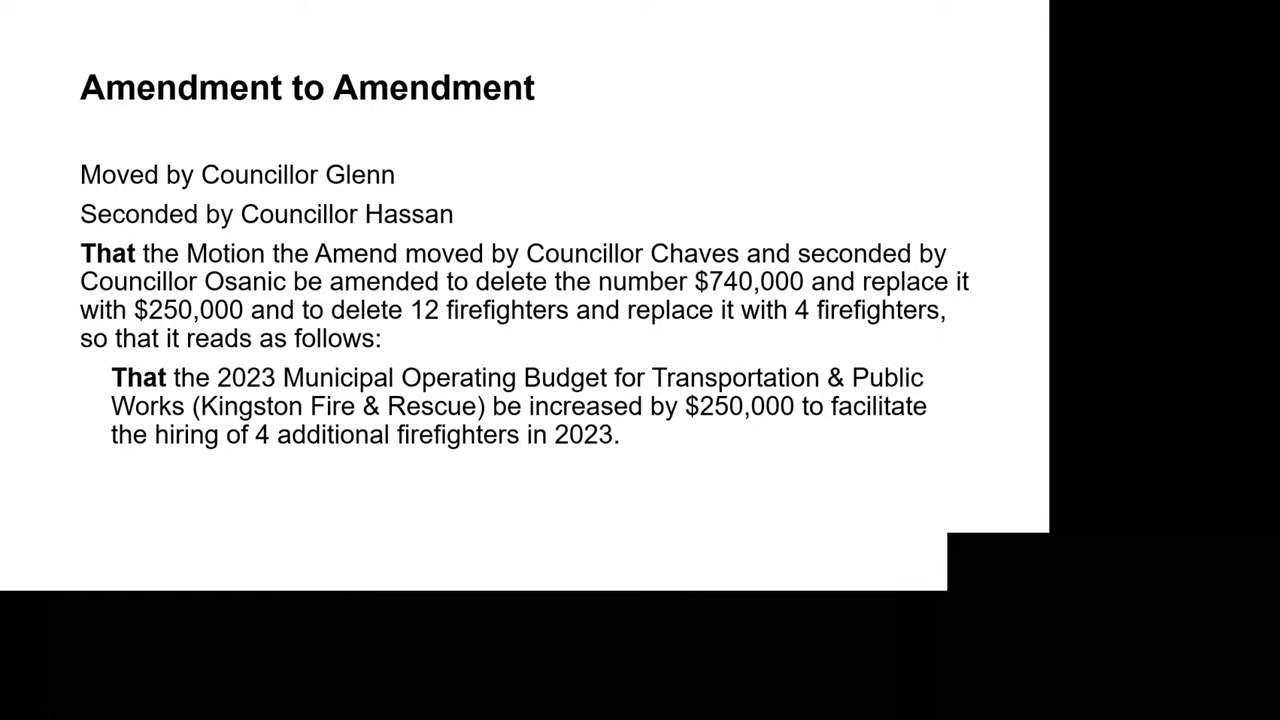 Amendment to Amendment
Moved by Councillor Glenn
Seconded by Councillor Hassan
That the Motion the Amend moved by Councillor Chaves and seconded by
Councillor Osanic be amended to delete the number $740,000 and replace it
with $250,000 and to delete 12 firefighters and replace it with 4 firefighters,
so that it reads as follows:
That the 2023 Municipal Operating Budget for Transportation & Public
Works (Kingston Fire & Rescue) be increased by $250,000 to facilitate
the hiring of 4 additional firefighters in 2023.